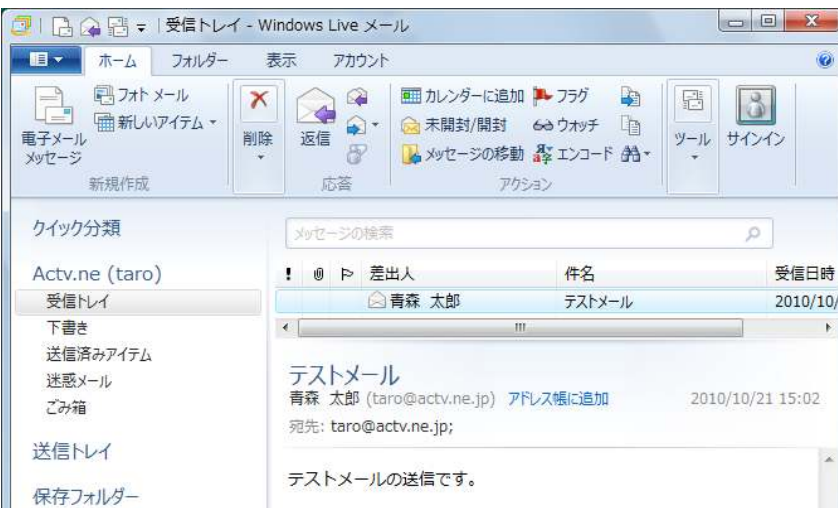 受信トレイ - Windows Live メール
ホーム フォルダー 表示 アカウント
電子メール
メッセージ
フォト メール
新しいアイテム
新規作成
削除
返信
応答
カレンダーに追加 フラグ
未開封/開封 ウォッチ
メッセージの移動 エンコード
アクション
ツール
サインイン
クイック分類
Actv.ne (taro)
受信トレイ
下書き
送信済みアイテム
迷惑メール
ごみ箱
送信トレイ
保存フォルダー
メッセージの検索
! 差出人 件名 受信日時
青森 太郎 テストメール 2010/10/
テストメール
青森 太郎 (taro@actv.ne.jp) アドレス帳に追加 2010/10/21 15:02
宛先: taro@actv.ne.jp;
テストメールの送信です。